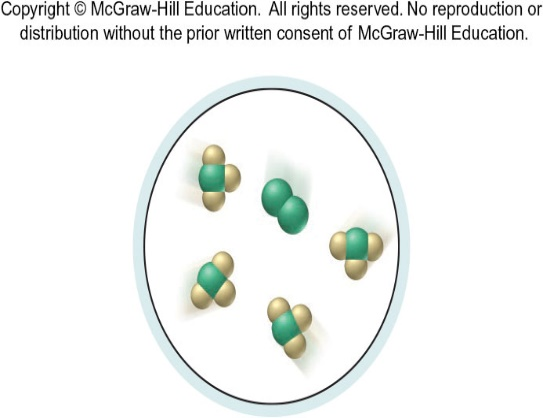 Copyright © McGraw-Hill Education.  All rights reserved. No reproduction or
distribution without the prior written consent of McGraw-Hill Education.